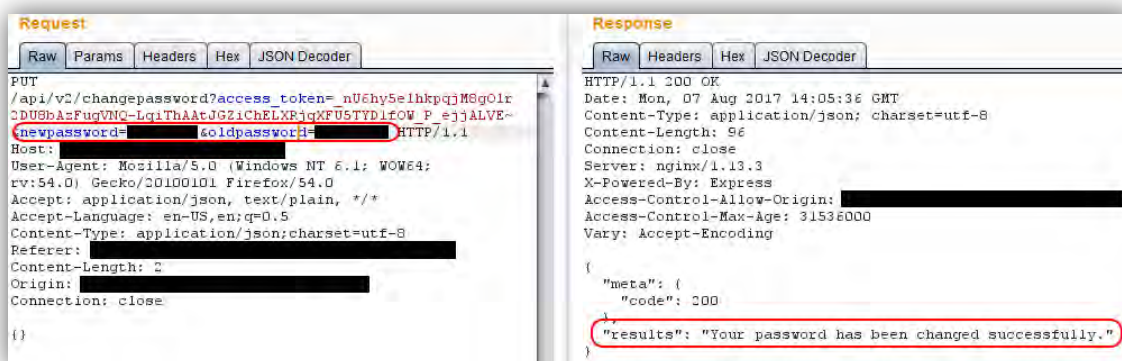 Request
Raw Params Headers Hex JSON Decoder
PUT
/api/v2/changepassword?access_token=_nU6hy5elhkpqjM8gOlr
2DU8bAzFugVNQ-LqiThAAtJGZiChELXRjqXFU5TYDlfOW_P_ejjALVE~
&newpassword= &oldpassword= HTTP/1.1
Host:
User-Agent: Mozilla/5.0 (Windows NT 6.1; WOW64;
rv:54.0) Gecko/20100101 Firefox/54.0
Accept: application/json, text/plain, */*
Accept-Language: en-US,en;q=0.5
Content-Type: application/json;charset=utf-8
Referer:
Content-Length: 2
Origin:
Connection: close
{}
Response
Raw Headers Hex JSON Decoder
HTTP/1.1 200 OK
Date: Mon, 07 Aug 2017 14:05:36 GMT
Content-Type: application/json; charset=utf-8
Content-Length: 96
Connection: close
Server: nginx/1.13.3
X-Powered-By: Express
Access-Control-Allow-Origin:
Access-Control-Max-Age: 31536000
Vary: Accept-Encoding
{
"meta": {
"code": 200
},
"results": "Your password has been changed successfully."
}